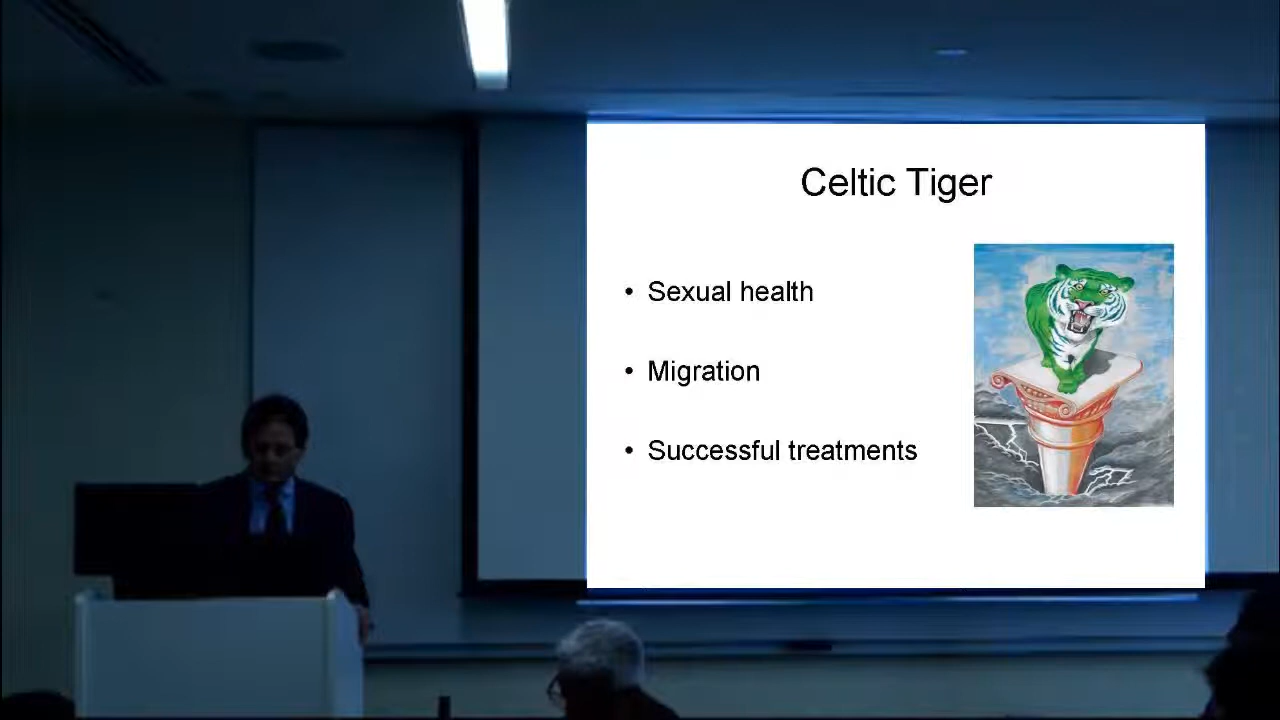 Celtic Tiger
• Sexual health
• Migration
• Successful treatments